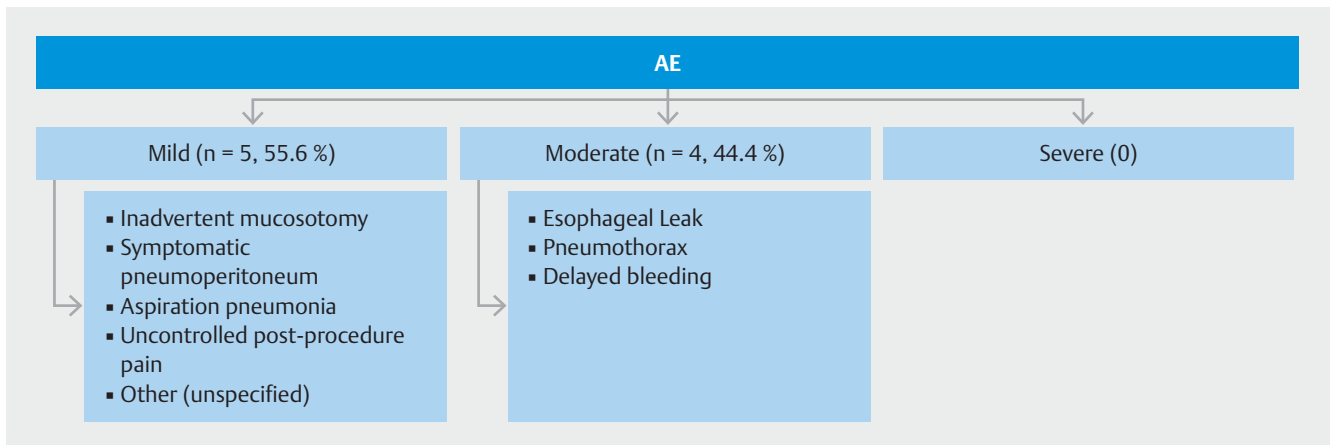 AE
Mild (n = 5, 55.6 %)
▪ Inadvertent mucosotomy
▪ Symptomatic
pneumoperitoneum
▪ Aspiration pneumonia
▪ Uncontrolled post-procedure
pain
▪ Other (unspecified)
Moderate (n = 4, 44.4 %)
▪ Esophageal Leak
▪ Pneumothorax
▪ Delayed bleeding
Severe (0)